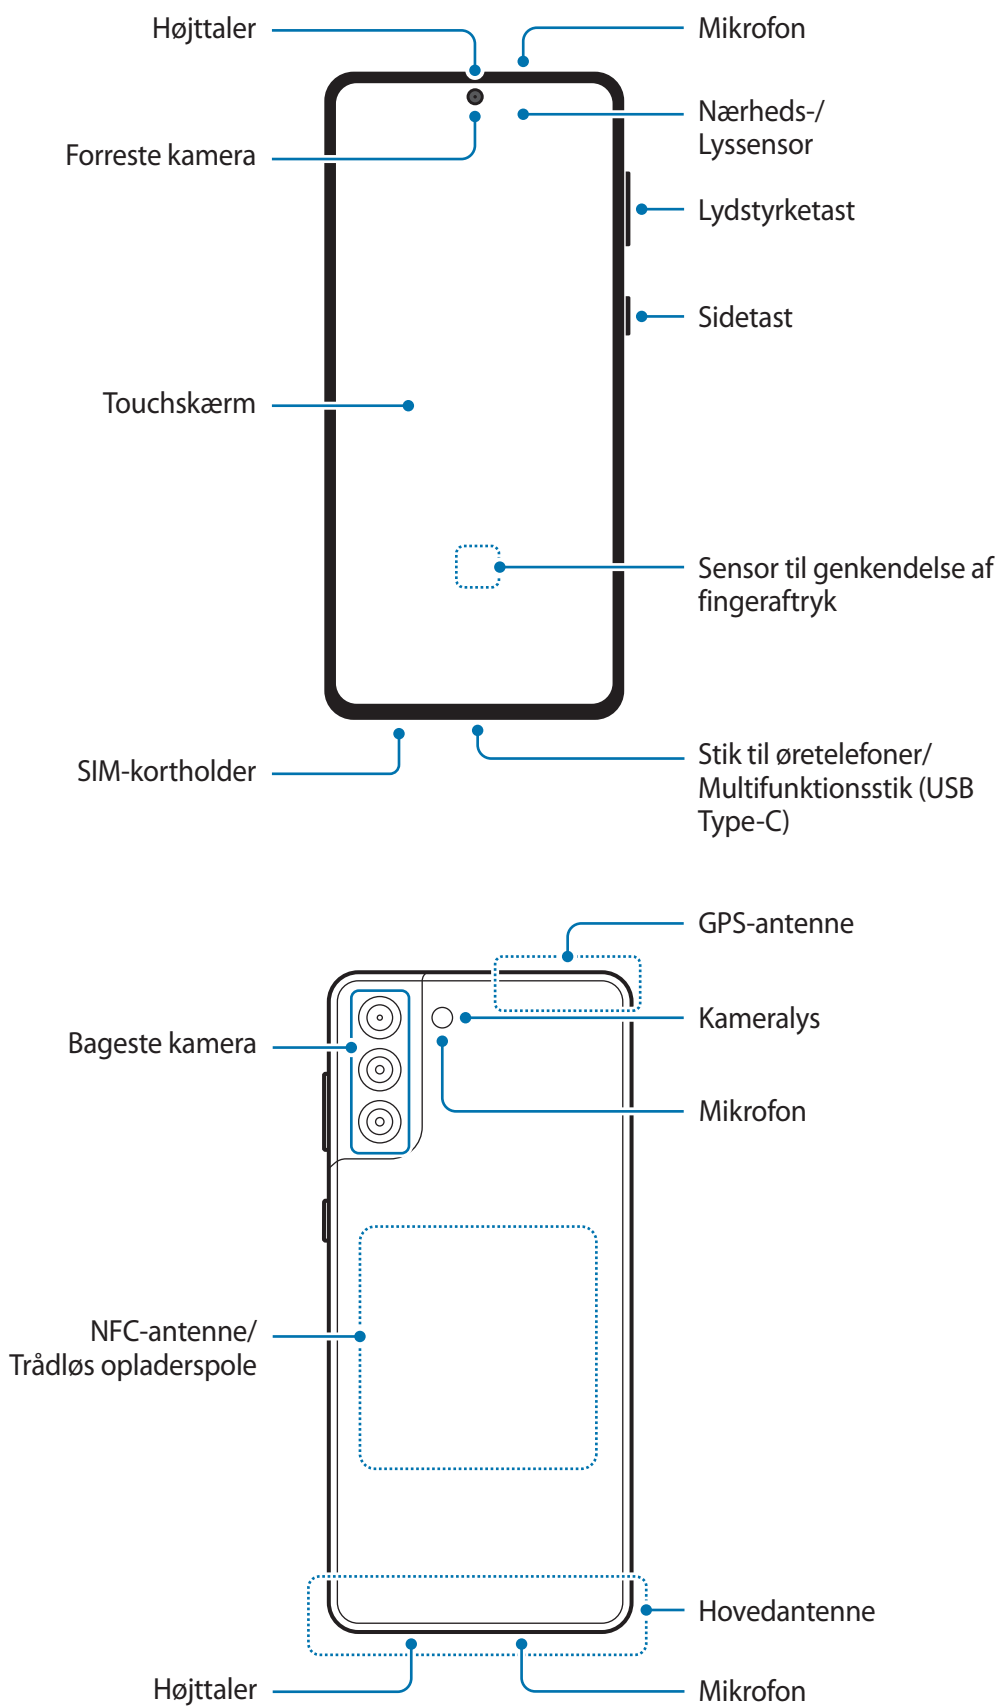 Højttaler
Mikrofon
Nærheds-/
Lyssensor
Forreste kamera
Lydstyrketast
Sidetast
Touchskærm
Sensor til genkendelse af
fingeraftryk
SIM-kortholder
Stik til øretelefoner/
Multifunktionsstik (USB
Type-C)
GPS-antenne
Kameralys
Bageste kamera
Mikrofon
NFC-antenne/
Trådløs opladerspole
Hovedantenne
Højttaler
Mikrofon